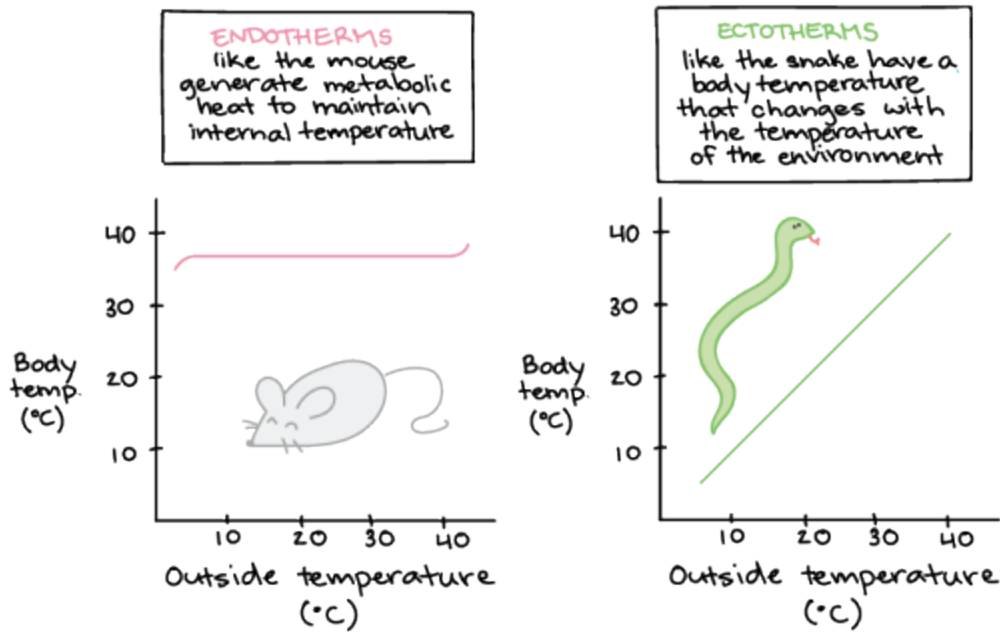 ENDOTHERMS
like the mouse
generate metabolic
heat to maintain
internal temperature
ECTOTHERMS
like the snake have a
body temperature
that changes with
the temperature
of the environment
40
30
20
10
Body
temp.
(°C)
10 20 30 40
Outside temperature
(°C)
40
30
20
10
Body
temp.
(°C)
10 20 30 40
Outside temperature
(°C)